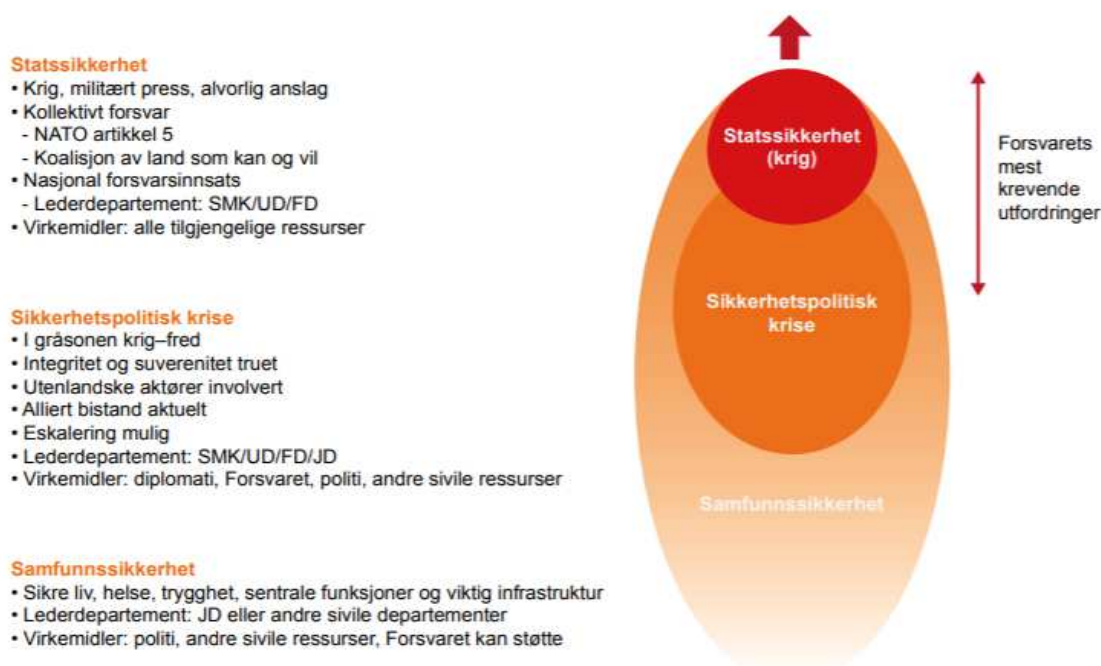 Statssikkerhet
• Krig, militært press, alvorlig anslag
• Kollektivt forsvar
- NATO artikkel 5
- Koalisjon av land som kan og vil
• Nasjonal forsvarsinnsats
- Lederdepartement: SMK/UD/FD
• Virkemidler: alle tilgjengelige ressurser
Sikkerhetspolitisk krise
• I gråsonen krig–fred
• Integritet og suverenitet truet
• Utenlandske aktører involvert
• Alliert bistand aktuelt
• Eskalering mulig
• Lederdepartement: SMK/UD/FD/JD
• Virkemidler: diplomati, Forsvaret, politi, andre sivile ressurser
Samfunnssikkerhet
• Sikre liv, helse, trygghet, sentrale funksjoner og viktig infrastruktur
• Lederdepartement: JD eller andre sivile departementer
• Virkemidler: politi, andre sivile ressurser, Forsvaret kan støtte
Statssikkerhet
(krig)
Sikkerhetspolitisk
krise
Samfunnssikkerhet
Forsvarets
mest
krevende
utfordringer